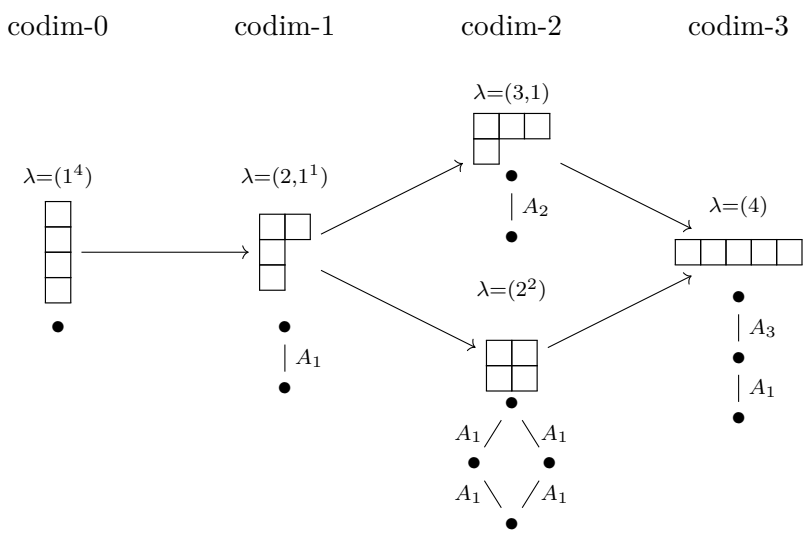 codim-0 codim-1 codim-2 codim-3
λ=(3,1)
λ=(1⁴) λ=(2,1¹)
A₂
λ=(4)
λ=(2²)
A₃
A₁
A₁
A₁ A₁
A₁ A₁